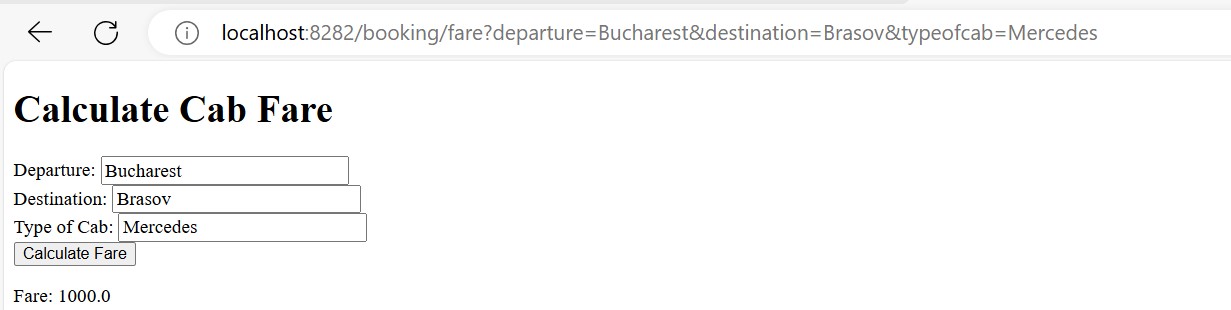 localhost:8282/booking/fare?departure=Bucharest&destination=Brasov&typeofcab=Mercedes
Calculate Cab Fare
Departure: Bucharest
Destination: Brasov
Type of Cab: Mercedes
Calculate Fare
Fare: 1000.0